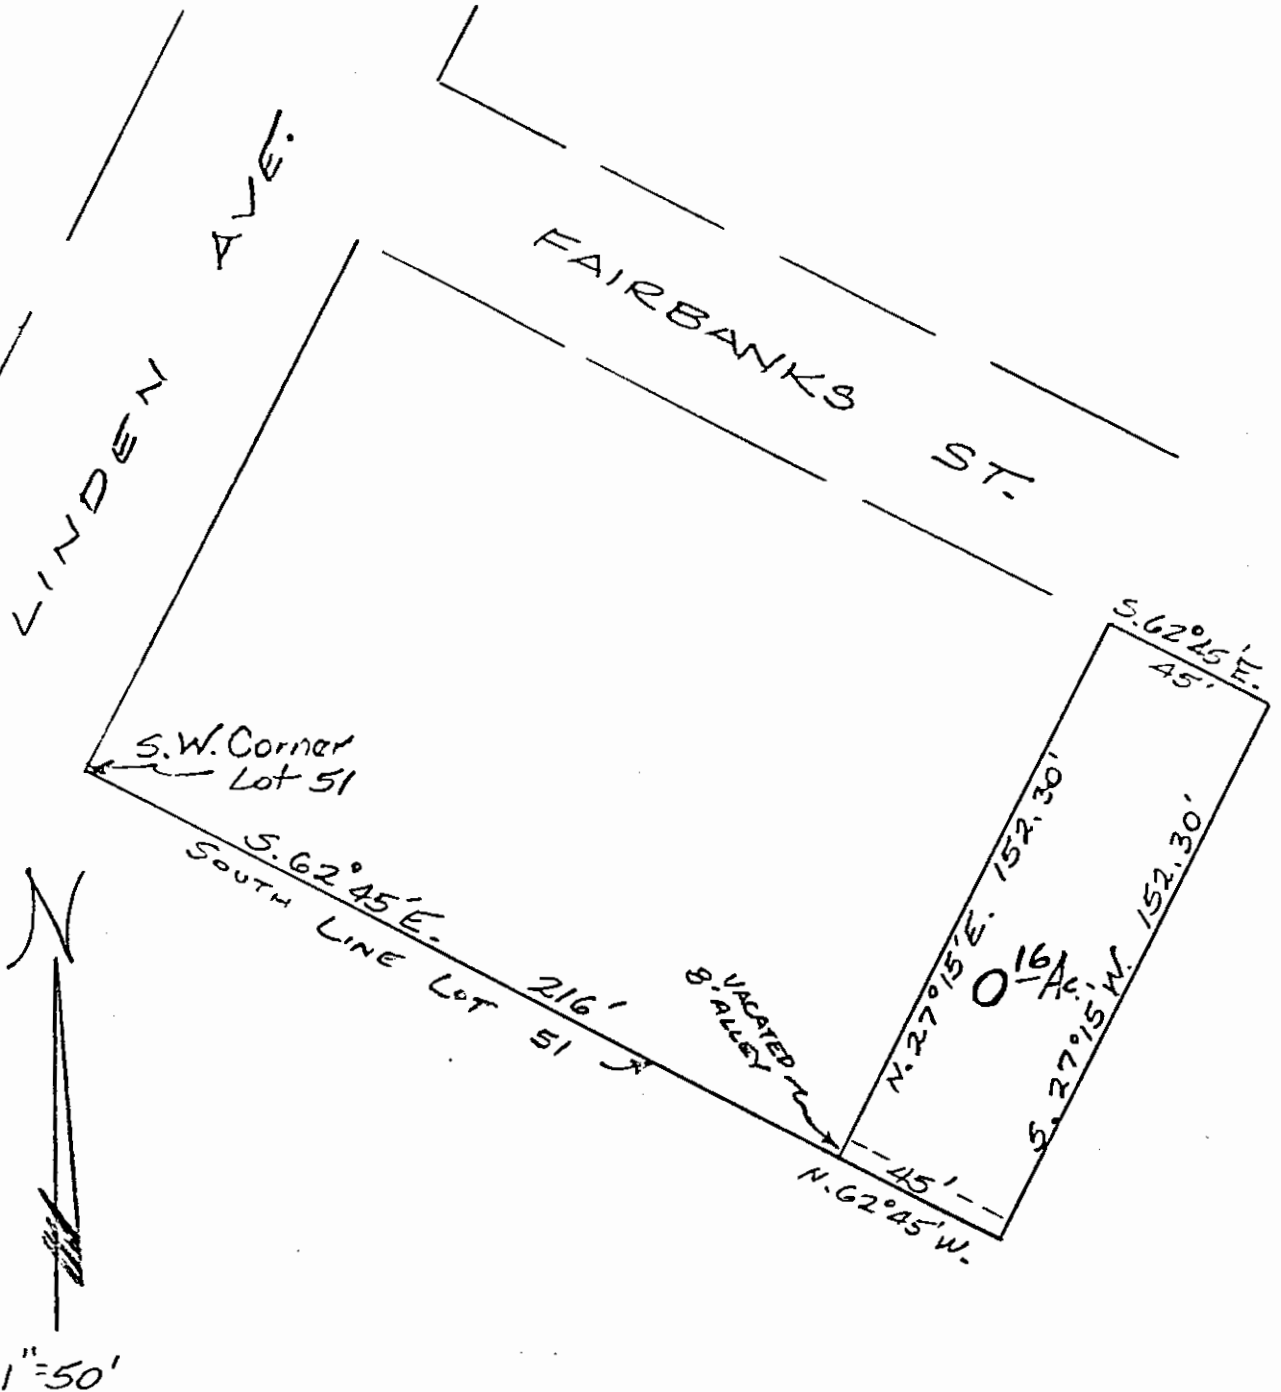 LINDEN AVE.
FAIRBANKS ST.
S. 62°45' E.
45'
S.W. Corner
Lot 51
S. 62°45' E. 216'
SOUTH LINE LOT 51
VACATED
8' ALLEY
N. 27°15' E. 152.30'
O 16 Ac.
S. 27°15' W. 152.30'
45'
N. 62°45' W.
N
1"=50'